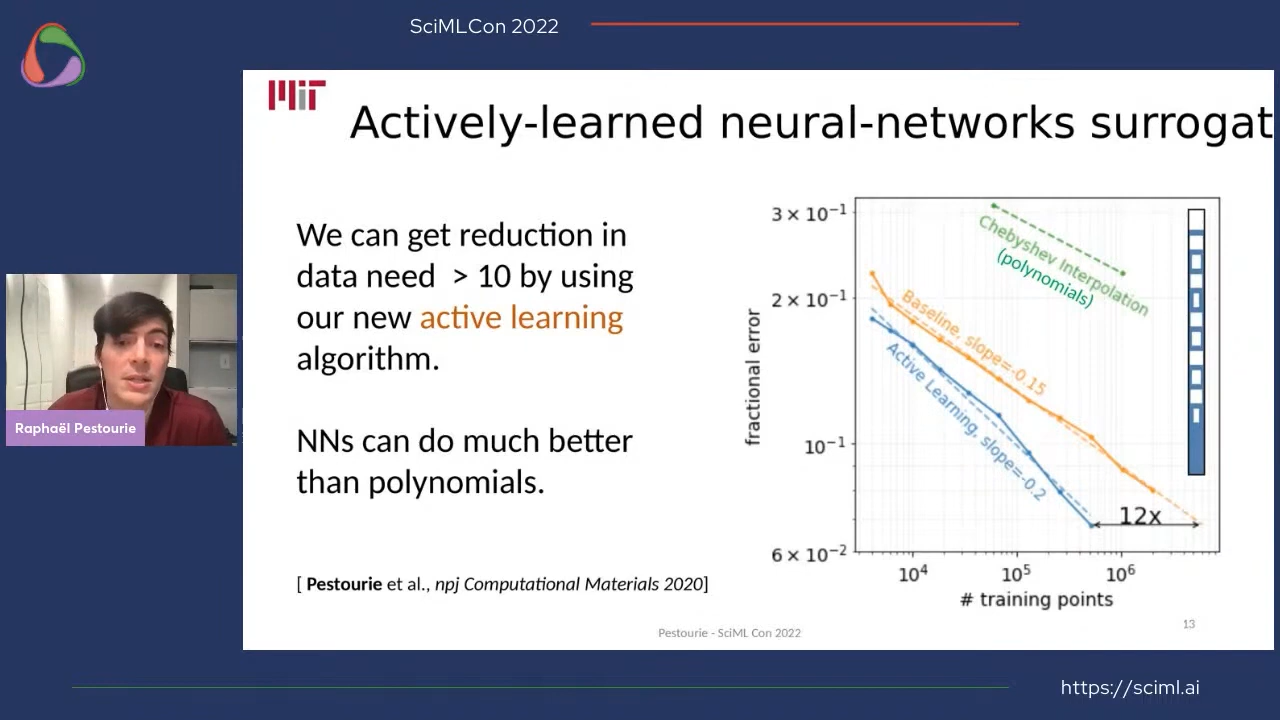 SciMLCon 2022
MIT
Actively-learned neural-networks surrogat
We can get reduction in
data need > 10 by using
our new active learning
algorithm.
NNs can do much better
than polynomials.
[ Pestourie et al., npj Computational Materials 2020]
fractional error
3 × 10⁻¹
2 × 10⁻¹
10⁻¹
6 × 10⁻²
Chebyshev Interpolation
(polynomials)
Baseline, slope=-0.15
Active Learning, slope=-0.2
12x
10⁴ 10⁵ 10⁶
# training points
Pestourie - SciML Con 2022
13
Raphaël Pestourie
https://sciml.ai